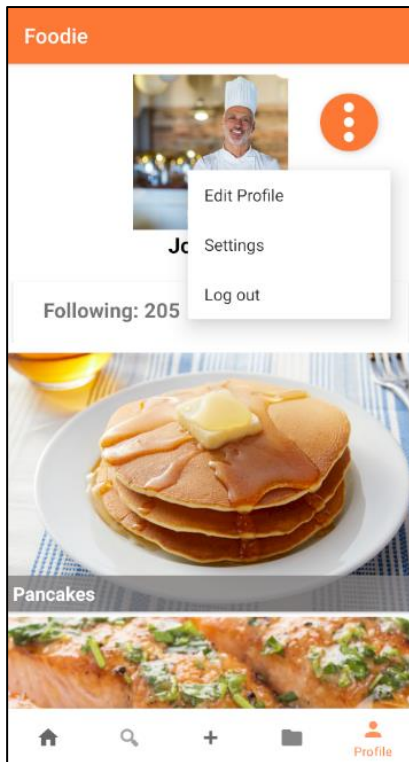 Foodie
Edit Profile
Jo
Settings
Log out
Following: 205
Pancakes
Profile